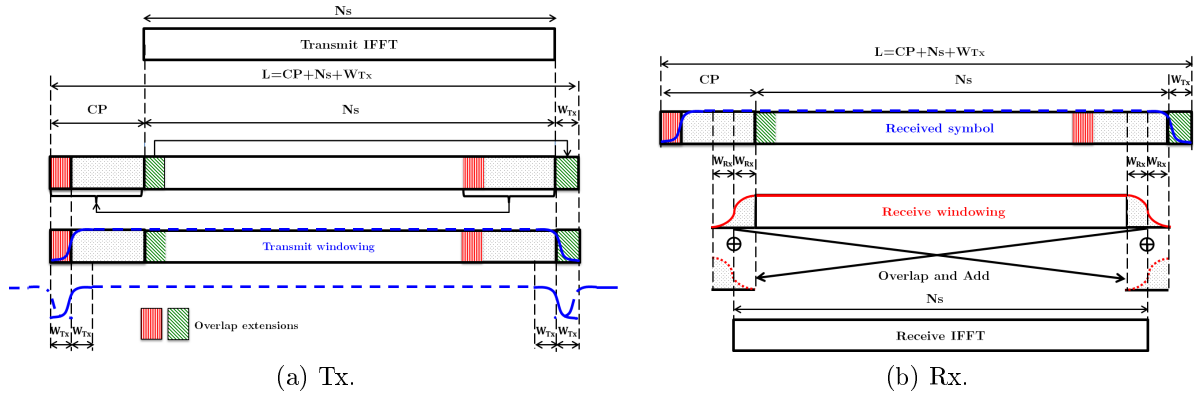 Ns
Transmit IFFT
L=CP+Ns+WTx
CP
Ns
WTx
Transmit windowing
WTx
WTx
Overlap extensions
WTx
WTx
(a) Tx.
L=CP+Ns+WTx
CP
Ns
WTx
Received symbol
WRx
WRx
WRx
WRx
Receive windowing
Overlap and Add
Ns
Receive IFFT
(b) Rx.